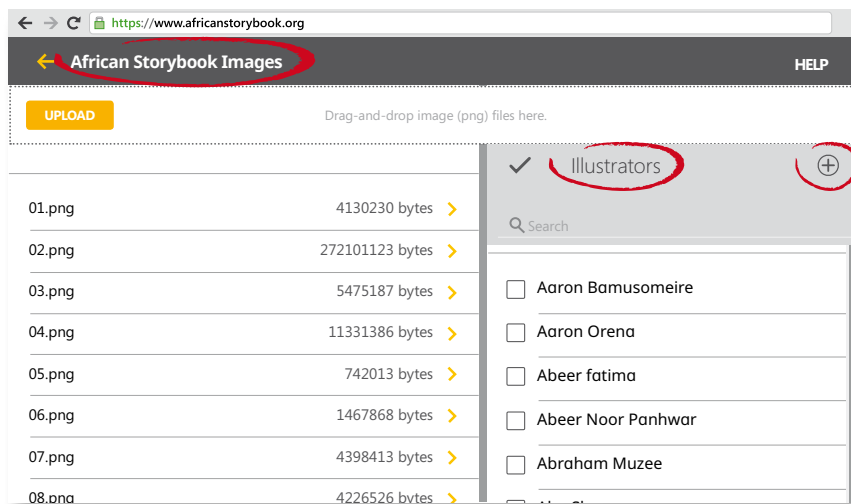 https://www.africanstorybook.org
African Storybook Images
HELP
UPLOAD
Drag-and-drop image (png) files here.
Illustrators
Search
01.png 4130230 bytes
02.png 272101123 bytes
03.png 5475187 bytes
04.png 11331386 bytes
05.png 742013 bytes
06.png 1467868 bytes
07.png 4398413 bytes
08.png 4226526 bytes
Aaron Bamusomeire
Aaron Orena
Abeer fatima
Abeer Noor Panhwar
Abraham Muzee